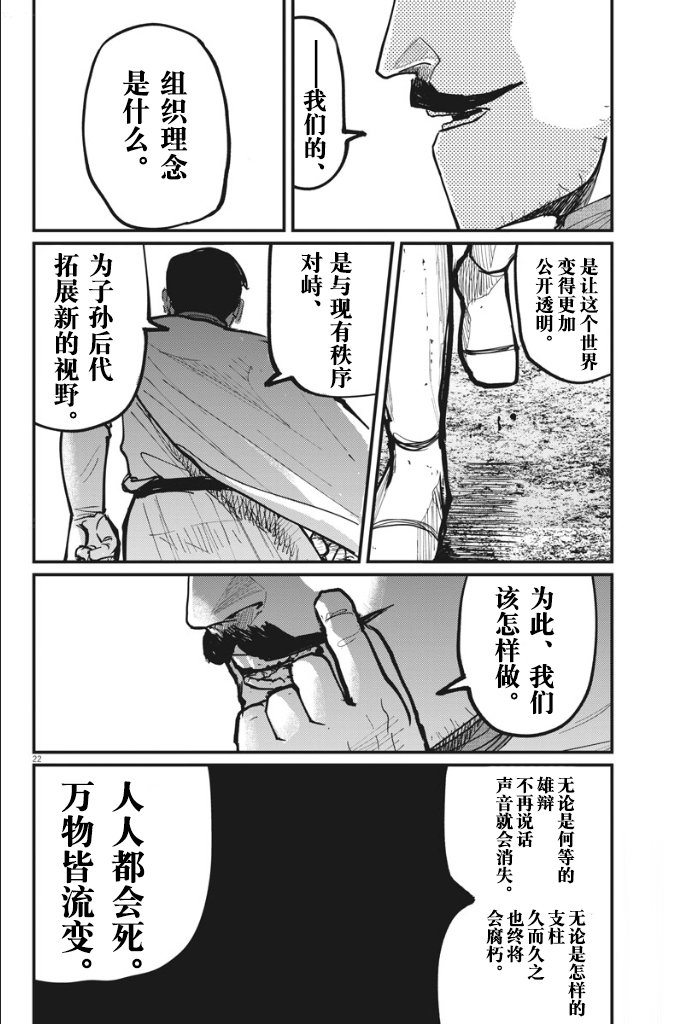 ——我们的、
组织理念
是什么。
是让这个世界
变得更加
公开透明。
是与现有秩序
对峙、
为子孙后代
拓展新的视野。
为此、我们
该怎样做。
22
无论是何等的
雄辩
不再说话
声音就会消失。
无论是怎样的
支柱
久而久之
也终将
会腐朽。
人人都会死。
万物皆流变。